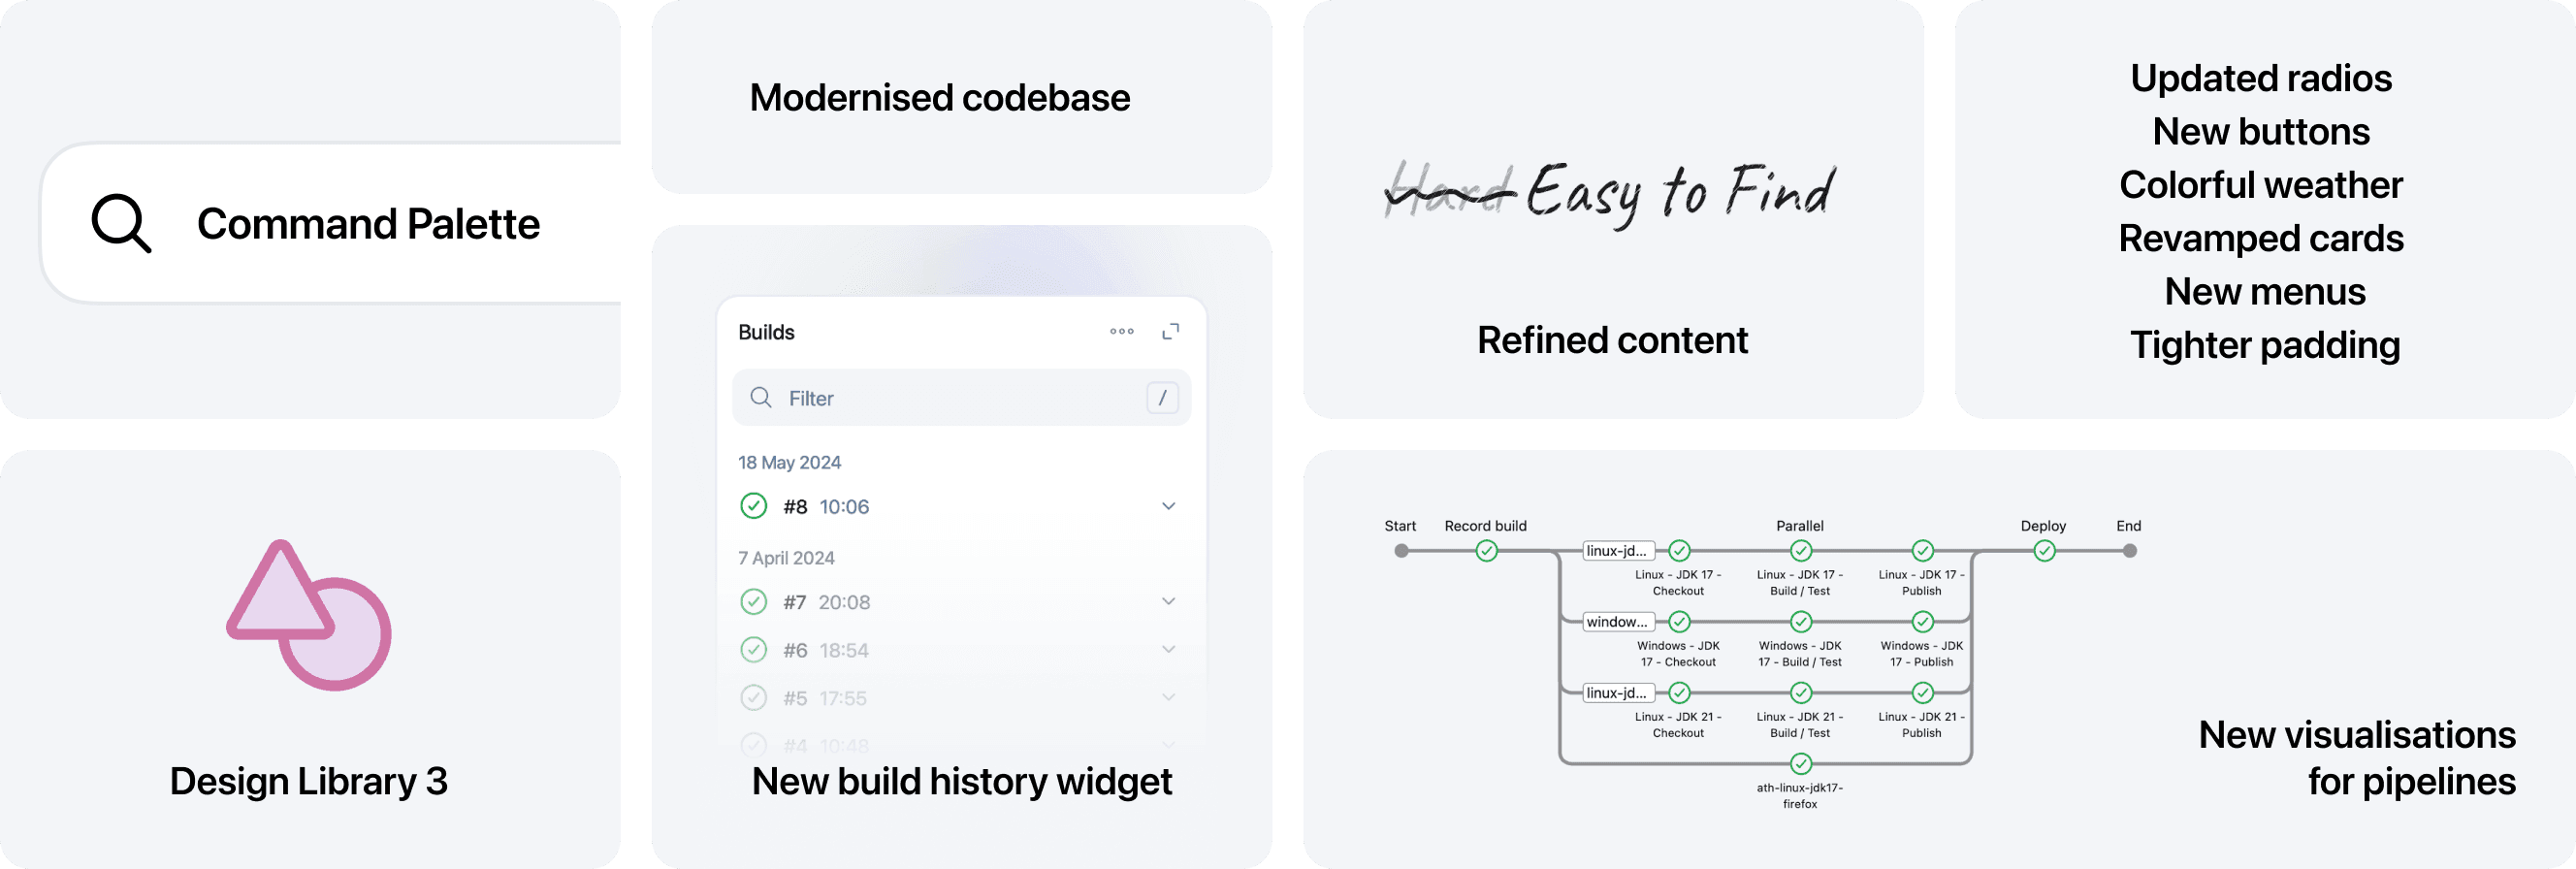 Command Palette
Modernised codebase
Hard Easy to Find
Refined content
Updated radios
New buttons
Colorful weather
Revamped cards
New menus
Tighter padding
Design Library 3
Builds
Filter /
18 May 2024
#8 10:06
7 April 2024
#7 20:08
#6 18:54
#5 17:55
#4 10:48
New build history widget
Start Record build Parallel Deploy End
linux-jd...
Linux - JDK 17 - Linux - JDK 17 - Linux - JDK 17 -
Checkout Build / Test Publish
window...
Windows - JDK Windows - JDK Windows - JDK
17 - Checkout 17 - Build / Test 17 - Publish
linux-jd...
Linux - JDK 21 - Linux - JDK 21 - Linux - JDK 21 -
Checkout Build / Test Publish
ath-linux-jdk17-
firefox
New visualisations
for pipelines